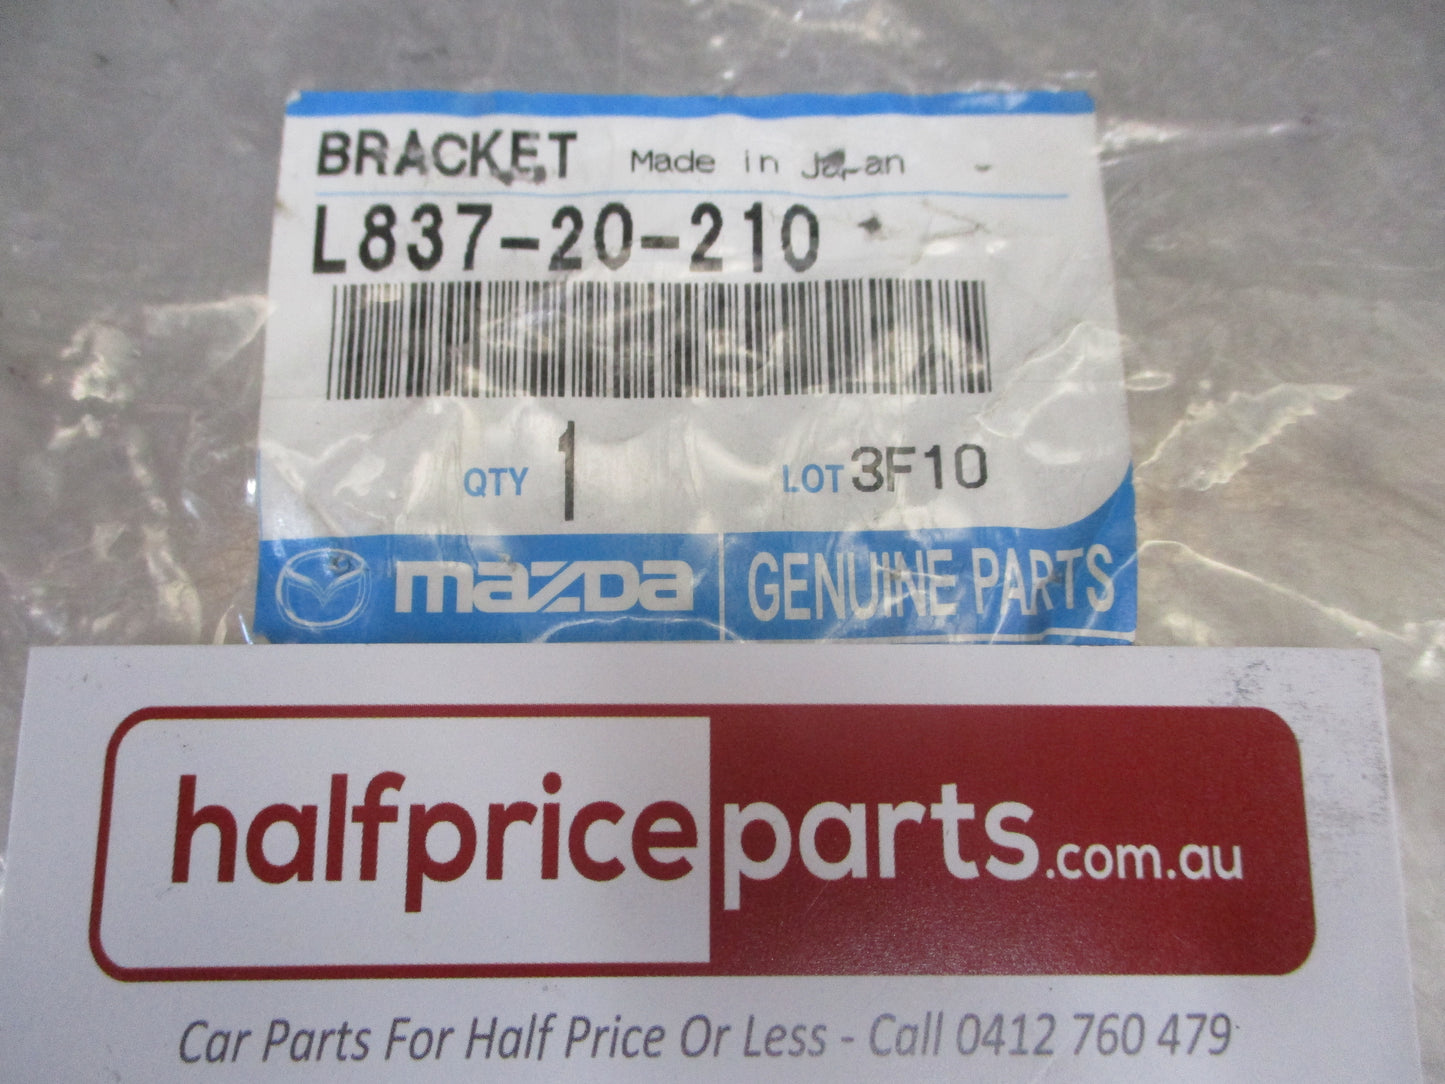 BRACKET Made in Japan
L837-20-210
QTY 1 LOT 3F10
mazda GENUINE PARTS
halfpriceparts.com.au
Car Parts For Half Price Or Less - Call 0412 760 479